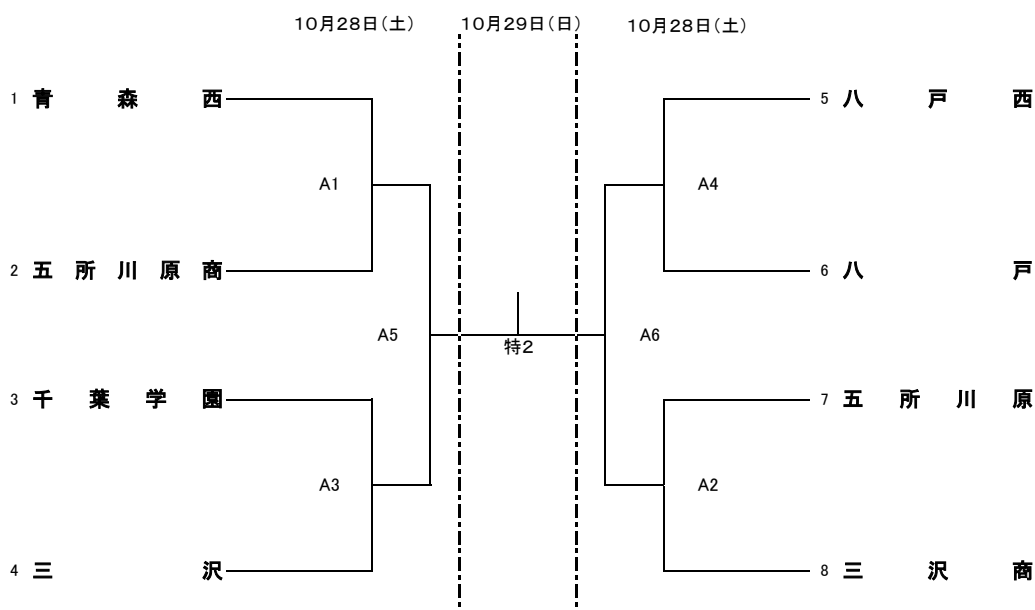 10月28日(土) 10月29日(日) 10月28日(土)
1 青森西 5 八戸西
A1 A4
2 五所川原商 6 八戸
A5 特2 A6
3 千葉学園 7 五所川原
A3 A2
4 三沢 8 三沢商